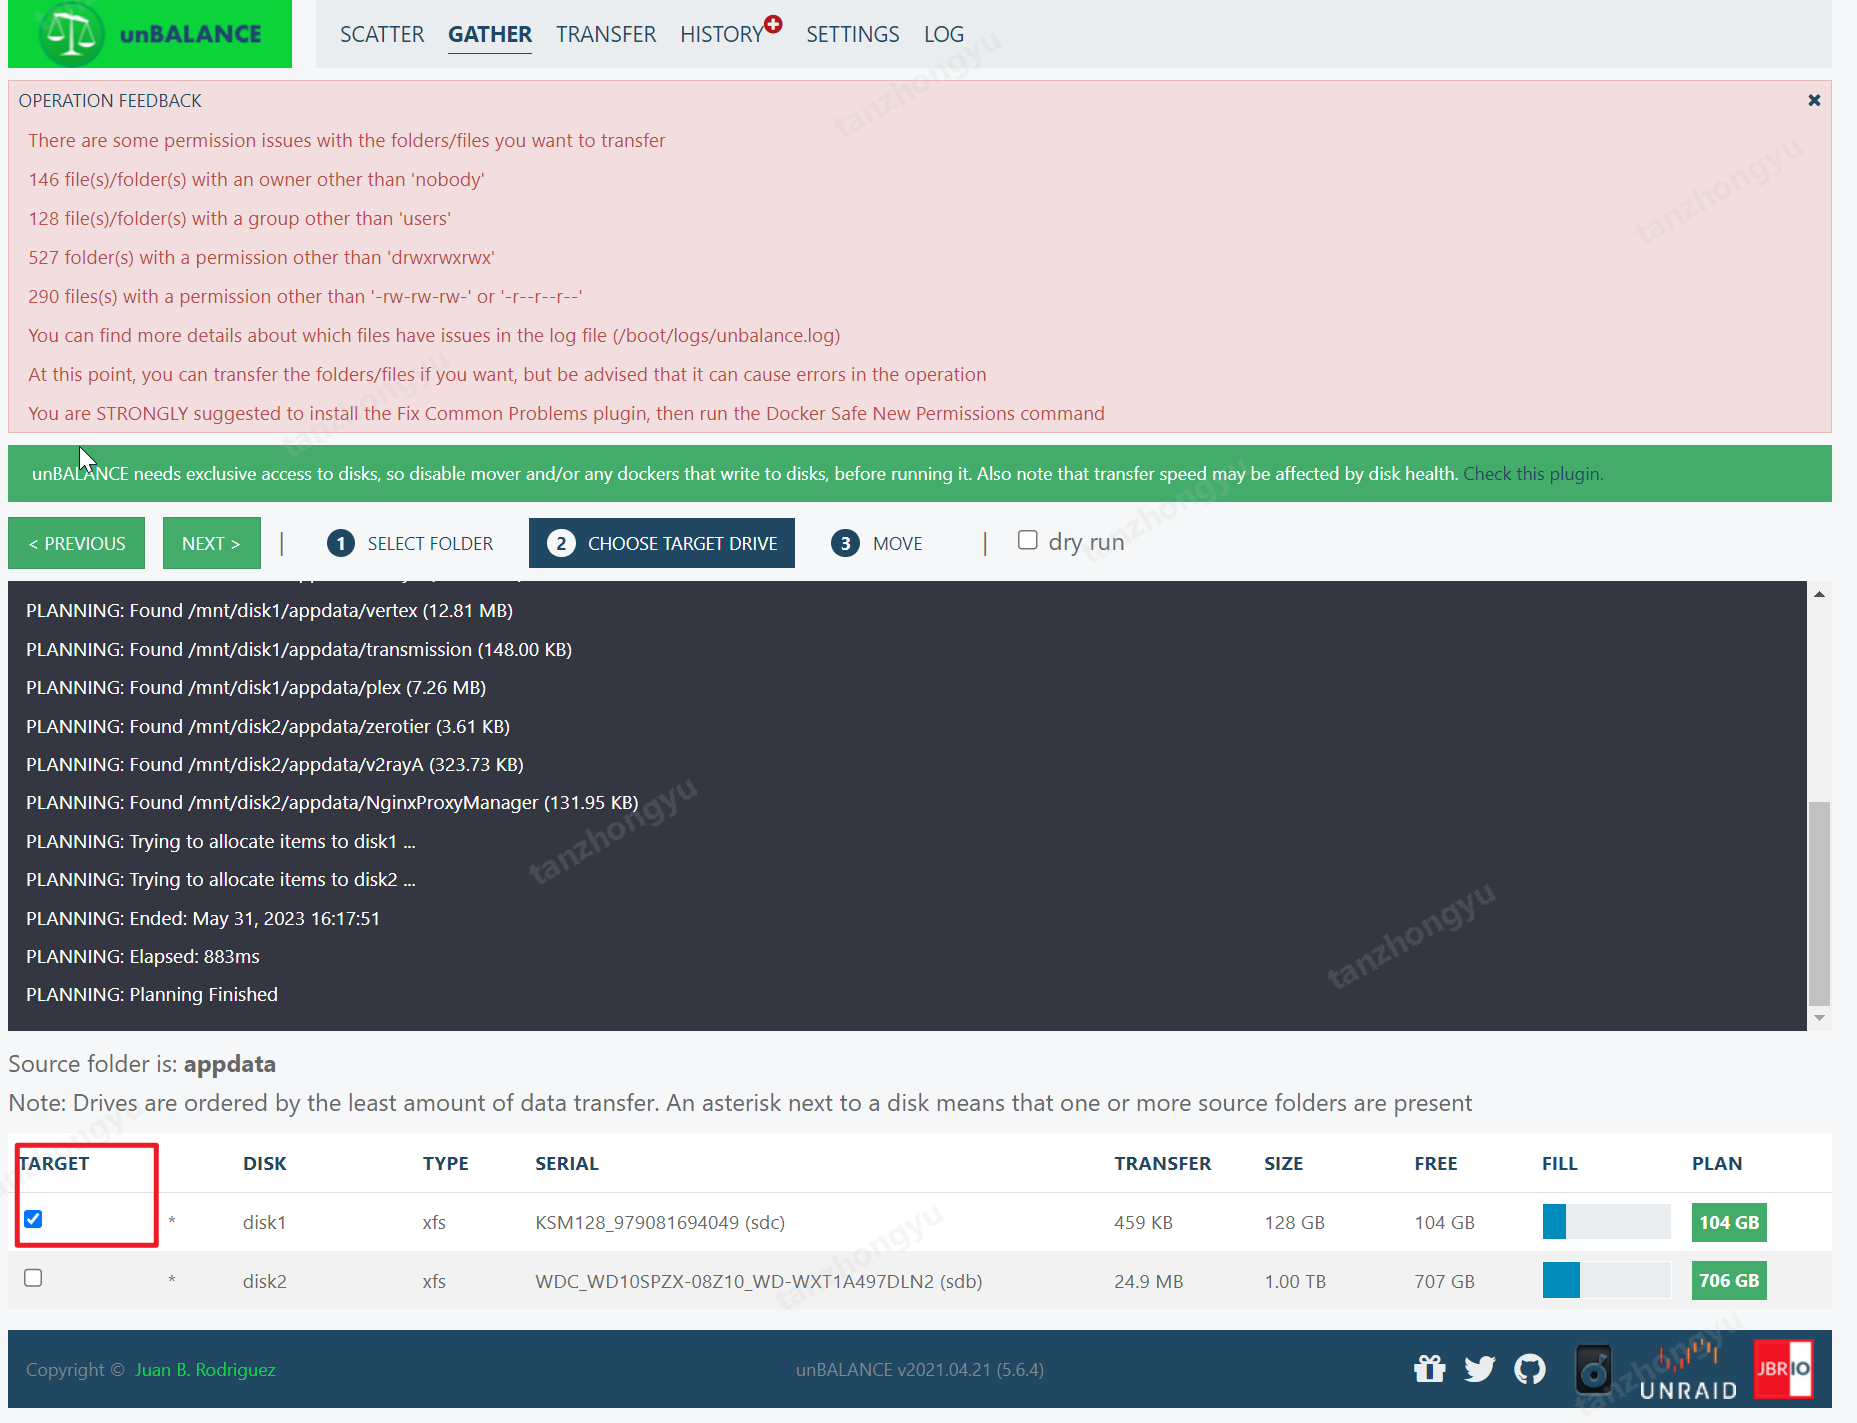 unBALANCE
SCATTER GATHER TRANSFER HISTORY SETTINGS LOG
OPERATION FEEDBACK
There are some permission issues with the folders/files you want to transfer
146 file(s)/folder(s) with an owner other than 'nobody'
128 file(s)/folder(s) with a group other than 'users'
527 folder(s) with a permission other than 'drwxrwxrwx'
290 files(s) with a permission other than '-rw-rw-rw-' or '-r--r--r--'
You can find more details about which files have issues in the log file (/boot/logs/unbalance.log)
At this point, you can transfer the folders/files if you want, but be advised that it can cause errors in the operation
You are STRONGLY suggested to install the Fix Common Problems plugin, then run the Docker Safe New Permissions command
unBALANCE needs exclusive access to disks, so disable mover and/or any dockers that write to disks, before running it. Also note that transfer speed may be affected by disk health. Check this plugin.
< PREVIOUS NEXT > | 1 SELECT FOLDER 2 CHOOSE TARGET DRIVE 3 MOVE | dry run
PLANNING: Found /mnt/disk1/appdata/vertex (12.81 MB)
PLANNING: Found /mnt/disk1/appdata/transmission (148.00 KB)
PLANNING: Found /mnt/disk1/appdata/plex (7.26 MB)
PLANNING: Found /mnt/disk2/appdata/zerotier (3.61 KB)
PLANNING: Found /mnt/disk2/appdata/v2rayA (323.73 KB)
PLANNING: Found /mnt/disk2/appdata/NginxProxyManager (131.95 KB)
PLANNING: Trying to allocate items to disk1 ...
PLANNING: Trying to allocate items to disk2 ...
PLANNING: Ended: May 31, 2023 16:17:51
PLANNING: Elapsed: 883ms
PLANNING: Planning Finished
Source folder is: appdata
Note: Drives are ordered by the least amount of data transfer. An asterisk next to a disk means that one or more source folders are present
TARGET DISK TYPE SERIAL TRANSFER SIZE FREE FILL PLAN
* disk1 xfs KSM128_979081694049 (sdc) 459 KB 128 GB 104 GB 104 GB
* disk2 xfs WDC_WD10SPZX-08Z10_WD-WXT1A497DLN2 (sdb) 24.9 MB 1.00 TB 707 GB 706 GB
Copyright © Juan B. Rodriguez unBALANCE v2021.04.21 (5.6.4) UNRAID JBRIO
tanzhongyu
tanzhongyu
tanzhongyu
tanzhongyu
tanzhongyu
tanzhongyu
tanzhongyu
tanzhongyu
tanzhongyu